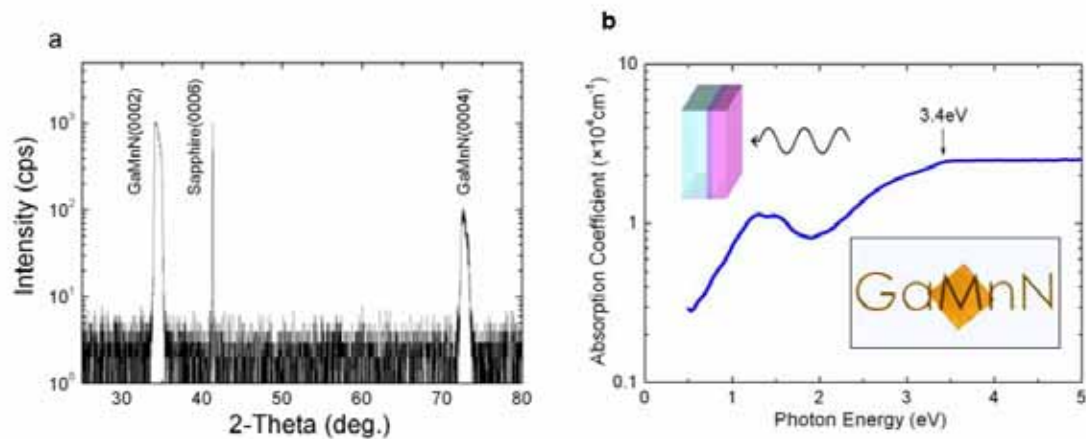 a
Intensity (cps)
10³
10²
10¹
10⁰
GaMnN(0002)
Sapphire(0006)
GaMnN(0004)
30 40 50 60 70 80
2-Theta (deg.)
b
Absorption Coefficient (×10⁴cm⁻¹)
10
1
0.1
3.4eV
GaMnN
0 1 2 3 4 5
Photon Energy (eV)